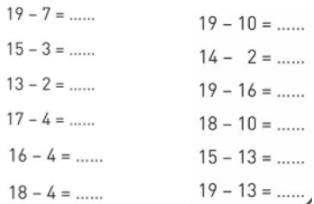 19 - 7 = ......
15 - 3 = ......
13 - 2 = ......
17 - 4 = ......
16 - 4 = ......
18 - 4 = ......
19 - 10 = ......
14 - 2 = ......
19 - 16 = ......
18 - 10 = ......
15 - 13 = ......
19 - 13 = ......